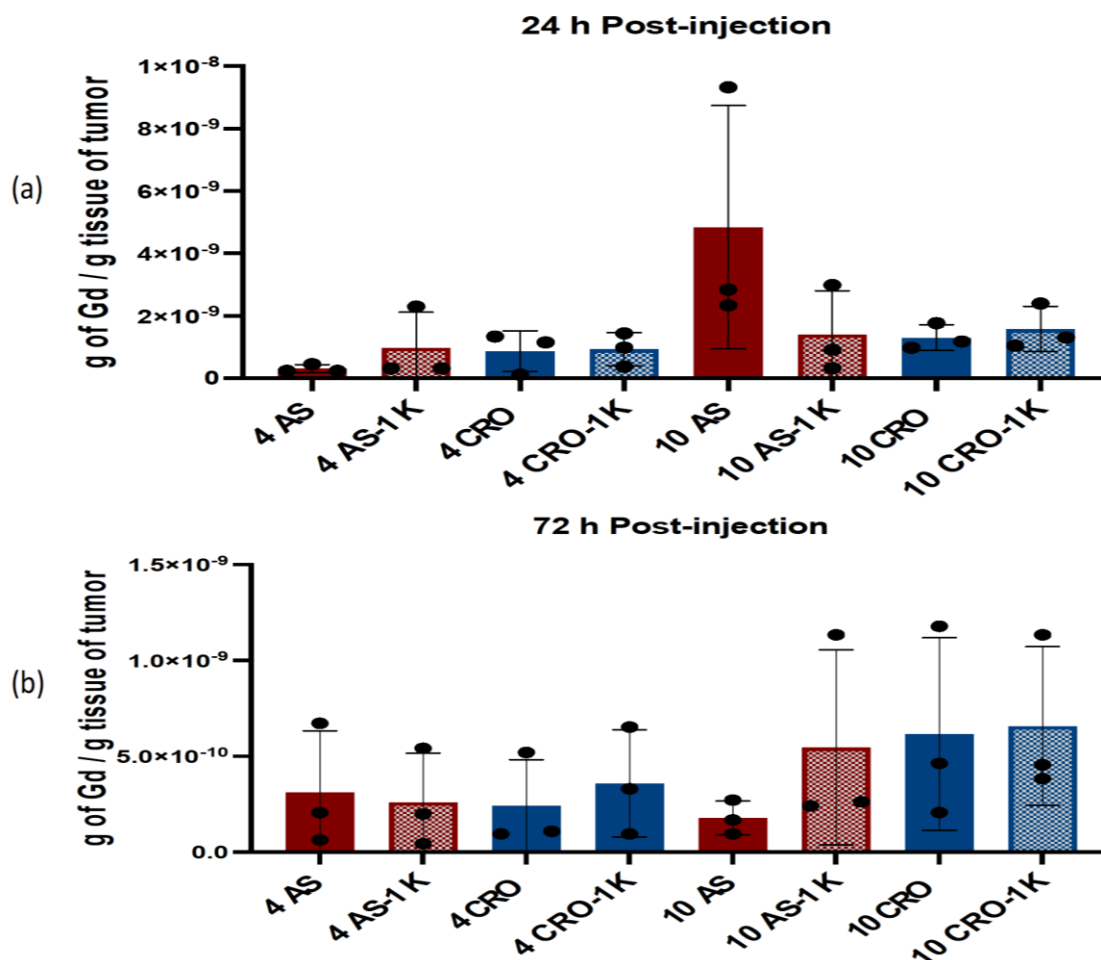 24 h Post-injection
(a)
g of Gd / g tissue of tumor
1×10⁻⁸
8×10⁻⁹
6×10⁻⁹
4×10⁻⁹
2×10⁻⁹
0
4 AS
4 AS-1 K
4 CRO
4 CRO-1 K
10 AS
10 AS-1 K
10 CRO
10 CRO-1 K
72 h Post-injection
(b)
g of Gd / g tissue of tumor
1.5×10⁻⁹
1.0×10⁻⁹
5.0×10⁻¹⁰
0.0
4 AS
4 AS-1 K
4 CRO
4 CRO-1 K
10 AS
10 AS-1 K
10 CRO
10 CRO-1 K